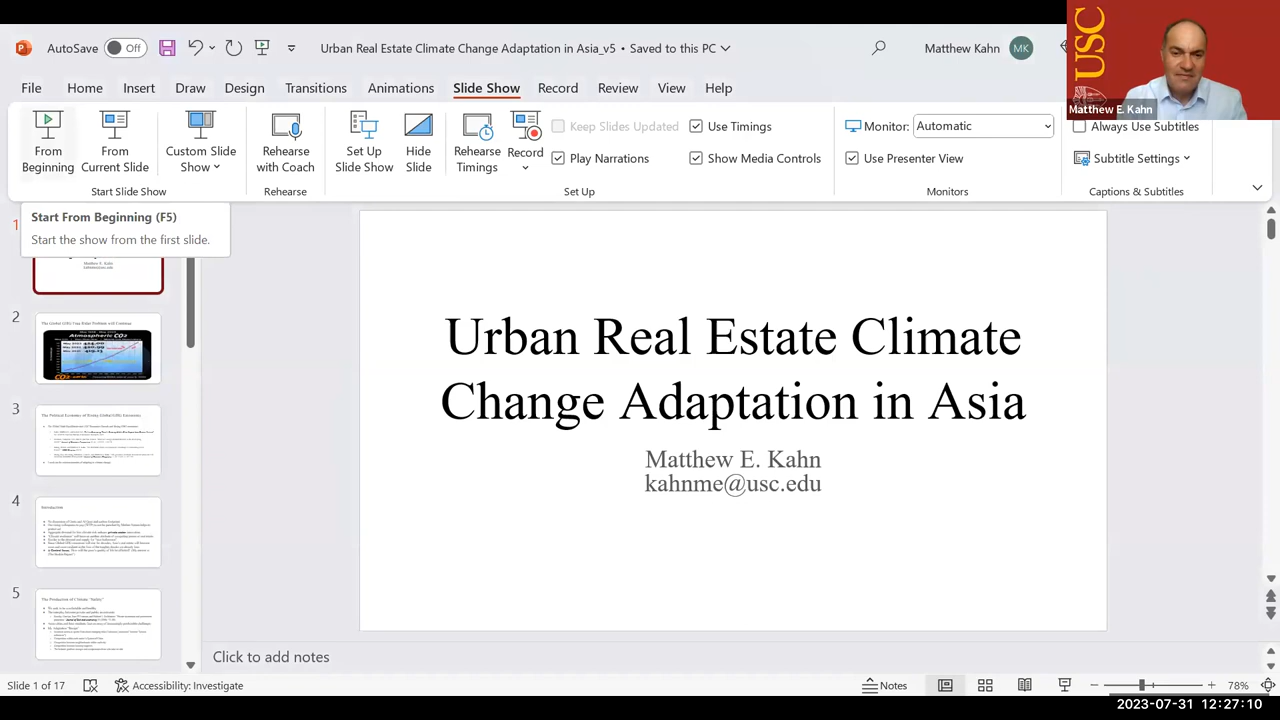 AutoSave
Off
Urban Real Estate Climate Change Adaptation in Asia_v5 • Saved to this PC
Matthew Kahn
MK
USC
Matthew E. Kahn
File
Home
Insert
Draw
Design
Transitions
Animations
Slide Show
Record
Review
View
Help
From Beginning
From Current Slide
Custom Slide Show
Rehearse with Coach
Set Up Slide Show
Hide Slide
Rehearse Timings
Record
Keep Slides Updated
Play Narrations
Use Timings
Show Media Controls
Monitor:
Automatic
Use Presenter View
Always Use Subtitles
Subtitle Settings
Start Slide Show
Rehearse
Set Up
Monitors
Captions & Subtitles
Start From Beginning (F5)
Start the show from the first slide.
1
2
Atmospheric CO2
3
4
Introduction
5
Urban Real Estate Climate
Change Adaptation in Asia
Matthew E. Kahn
kahnme@usc.edu
Click to add notes
Slide 1 of 17
Accessibility: Investigate
Notes
78%
2023-07-31 12:27:10